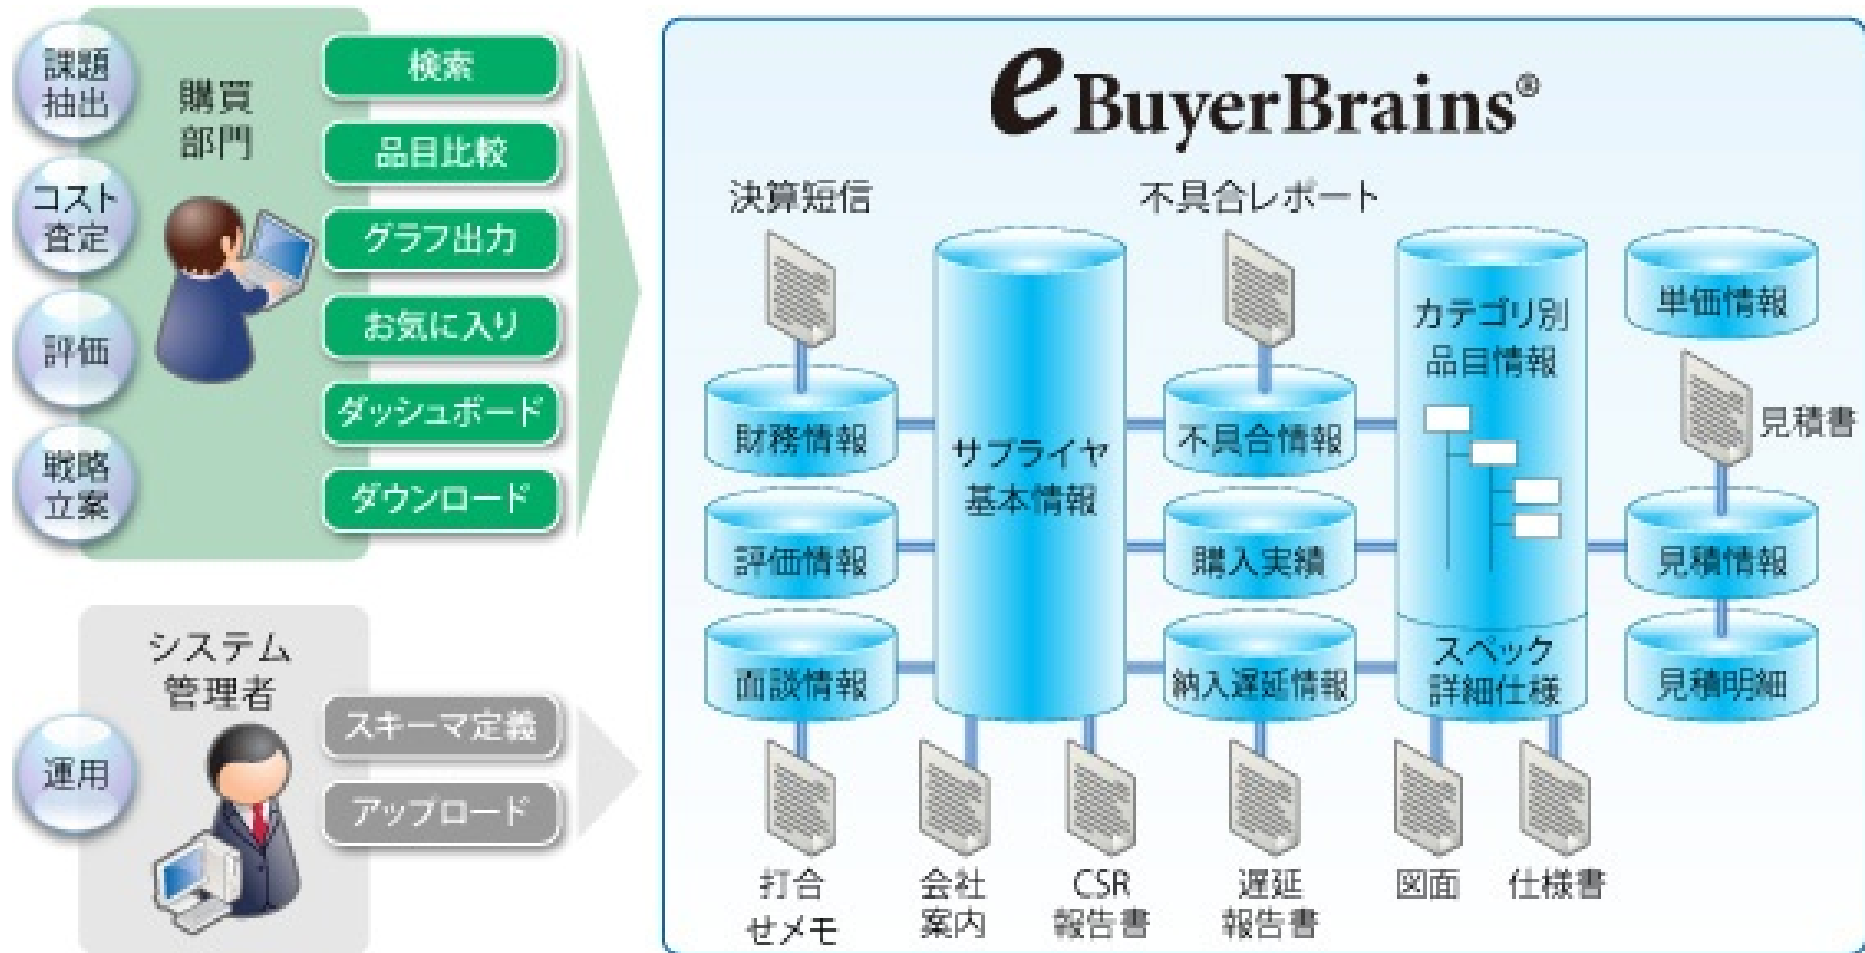 課題
抽出
コスト
査定
評価
戦略
立案
購買
部門
検索
品目比較
グラフ出力
お気に入り
ダッシュボード
ダウンロード
システム
管理者
運用
スキーマ定義
アップロード
eBuyerBrains®
決算短信
不具合レポート
財務情報
評価情報
面談情報
サプライヤ
基本情報
不具合情報
購入実績
納入遅延情報
カテゴリ別
品目情報
スペック
詳細仕様
単価情報
見積書
見積情報
見積明細
打合
せメモ
会社
案内
CSR
報告書
遅延
報告書
図面
仕様書